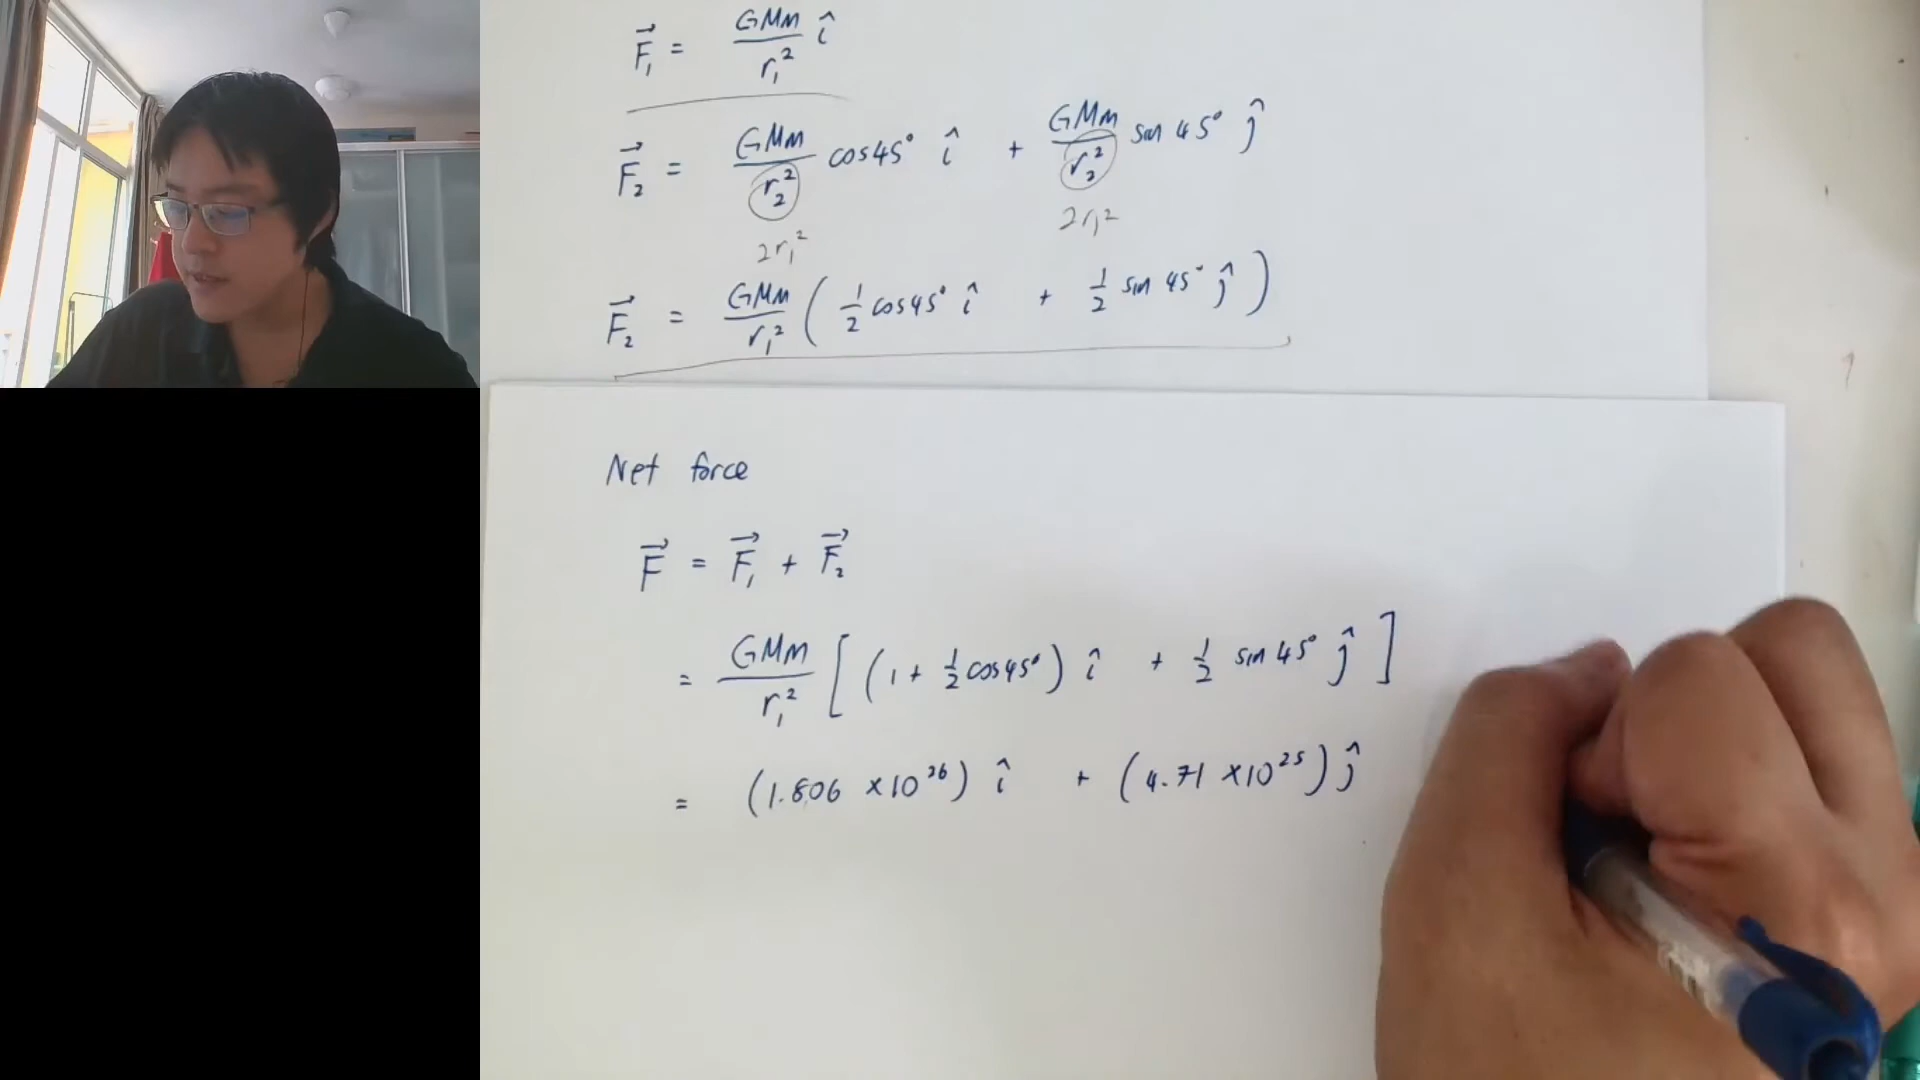 F⃗₁ = GMm/r₁² î
F⃗₂ = GMm/r₂² cos45° î + GMm/r₂² sin 45° ĵ
2r₁² 2r₁²
F⃗₂ = GMm/r₁² ( 1/2 cos45° î + 1/2 sin 45° ĵ )
Net force
F⃗ = F⃗₁ + F⃗₂
= GMm/r₁² [ (1 + 1/2 cos45°) î + 1/2 sin 45° ĵ ]
= (1.806 ×10²⁶) î + (4.71 ×10²⁵) ĵ